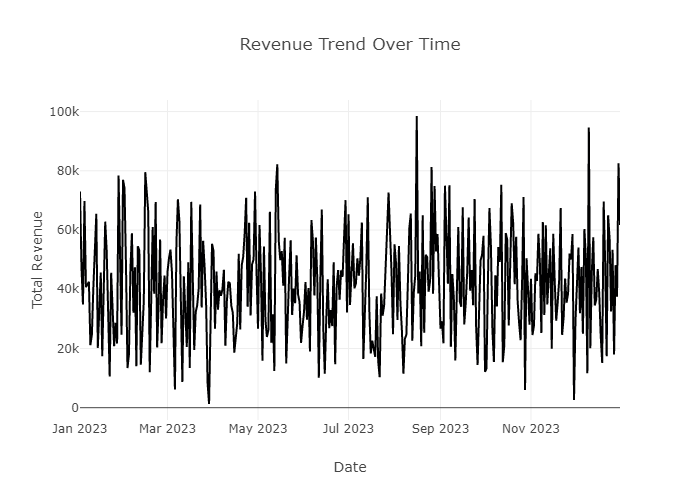 Revenue Trend Over Time
100k
80k
60k
40k
20k
0
Total Revenue
Jan 2023
Mar 2023
May 2023
Jul 2023
Sep 2023
Nov 2023
Date